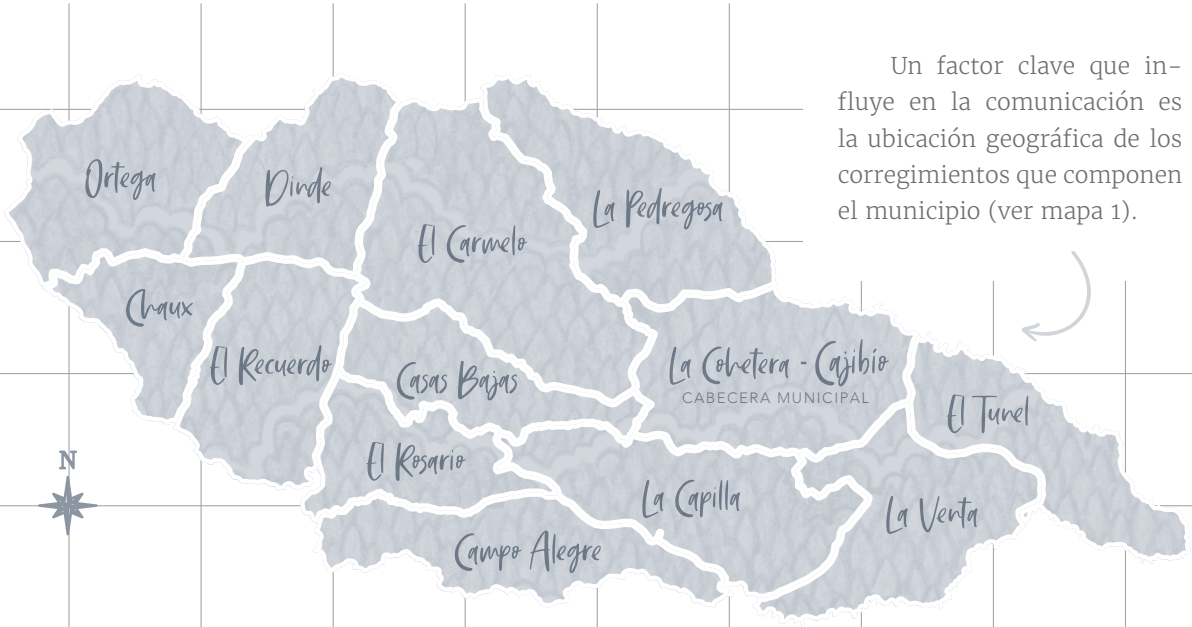 Un factor clave que in-
fluye en la comunicación es
la ubicación geográfica de los
corregimientos que componen
el municipio (ver mapa 1).
Ortega
Dinde
La Pedregosa
El Carmelo
Chaux
El Recuerdo
Casas Bajas
La Cohetera - Cajibío
CABECERA MUNICIPAL
El Tunel
El Rosario
La Capilla
La Venta
Campo Alegre
N